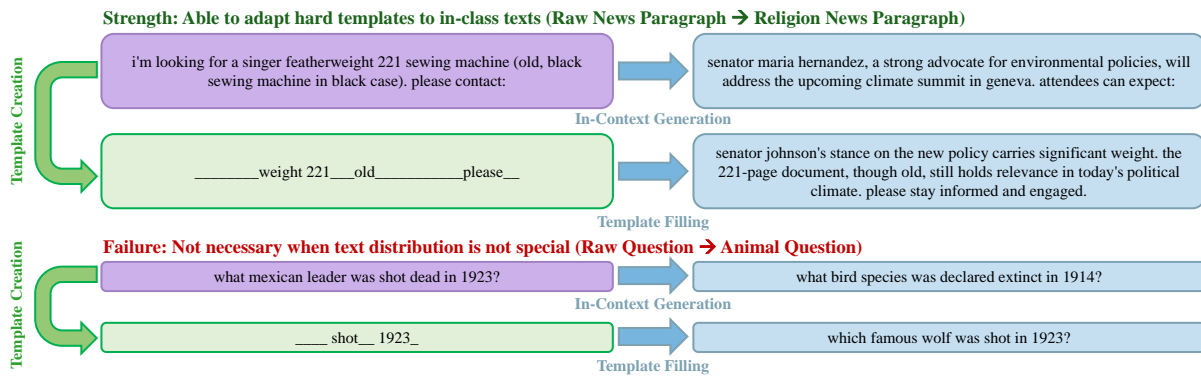 Strength: Able to adapt hard templates to in-class texts (Raw News Paragraph → Religion News Paragraph)
Template Creation
i'm looking for a singer featherweight 221 sewing machine (old, black
sewing machine in black case). please contact:
senator maria hernandez, a strong advocate for environmental policies, will
address the upcoming climate summit in geneva. attendees can expect:
In-Context Generation
________weight 221___old___________please__
senator johnson's stance on the new policy carries significant weight. the
221-page document, though old, still holds relevance in today's political
climate. please stay informed and engaged.
Template Filling
Failure: Not necessary when text distribution is not special (Raw Question → Animal Question)
Template Creation
what mexican leader was shot dead in 1923?
what bird species was declared extinct in 1914?
In-Context Generation
____ shot__ 1923_
which famous wolf was shot in 1923?
Template Filling